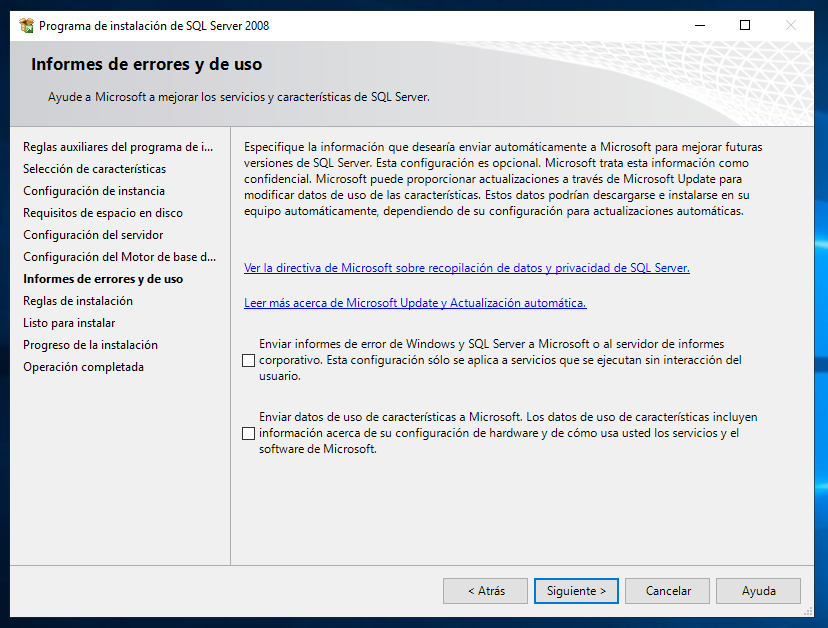 Programa de instalación de SQL Server 2008
Informes de errores y de uso
Ayude a Microsoft a mejorar los servicios y características de SQL Server.
Reglas auxiliares del programa de i...
Selección de características
Configuración de instancia
Requisitos de espacio en disco
Configuración del servidor
Configuración del Motor de base d...
Informes de errores y de uso
Reglas de instalación
Listo para instalar
Progreso de la instalación
Operación completada
Especifique la información que desearía enviar automáticamente a Microsoft para mejorar futuras
versiones de SQL Server. Esta configuración es opcional. Microsoft trata esta información como
confidencial. Microsoft puede proporcionar actualizaciones a través de Microsoft Update para
modificar datos de uso de las características. Estos datos podrían descargarse e instalarse en su
equipo automáticamente, dependiendo de su configuración para actualizaciones automáticas.
Ver la directiva de Microsoft sobre recopilación de datos y privacidad de SQL Server.
Leer más acerca de Microsoft Update y Actualización automática.
Enviar informes de error de Windows y SQL Server a Microsoft o al servidor de informes
corporativo. Esta configuración sólo se aplica a servicios que se ejecutan sin interacción del
usuario.
Enviar datos de uso de características a Microsoft. Los datos de uso de características incluyen
información acerca de su configuración de hardware y de cómo usa usted los servicios y el
software de Microsoft.
< Atrás
Siguiente >
Cancelar
Ayuda